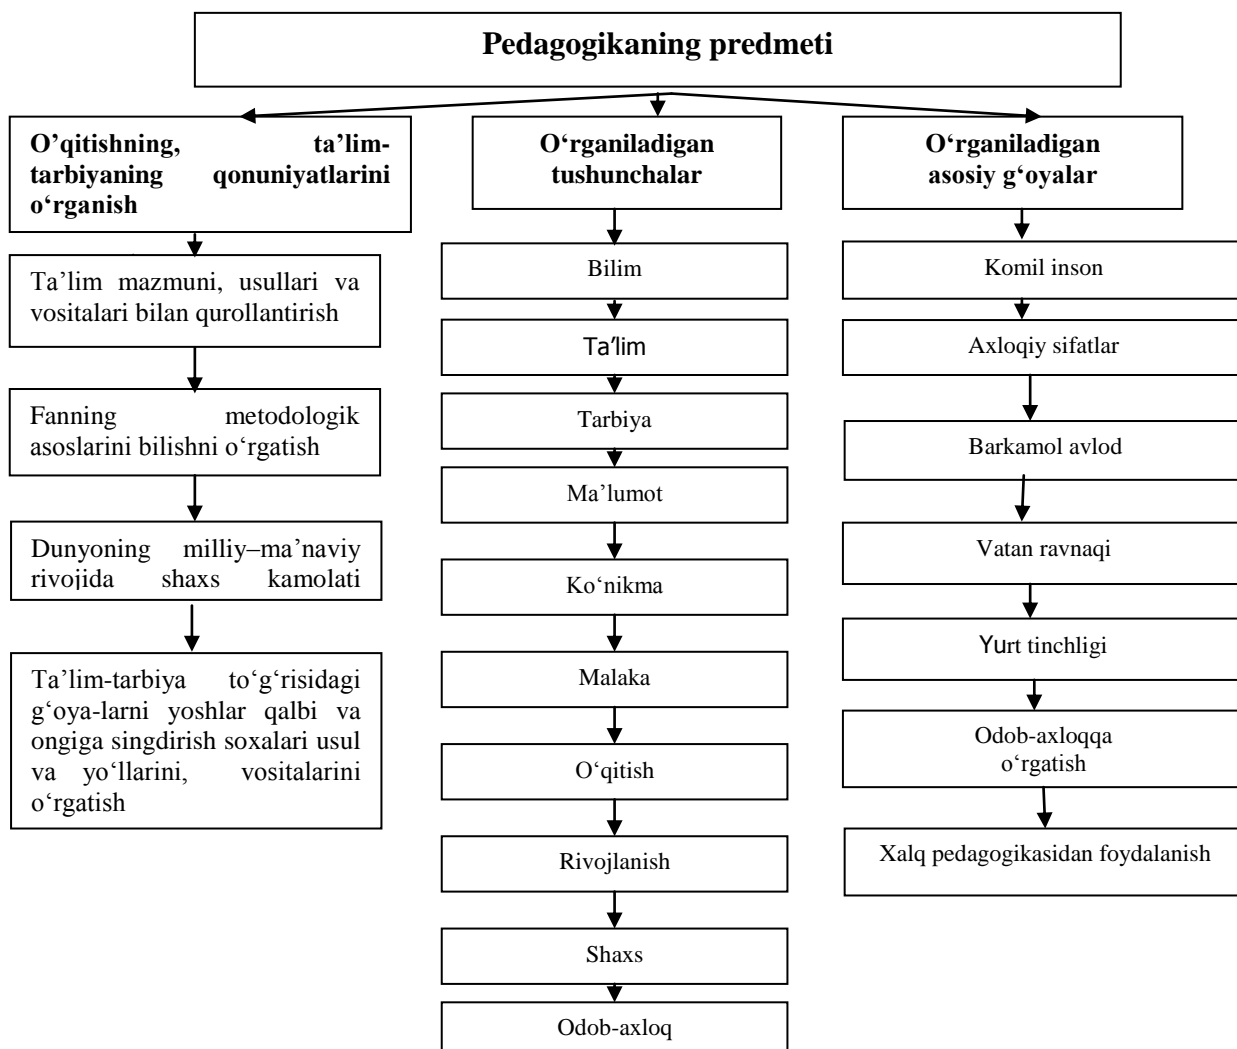 Pedagogikaning predmeti
O’qitishning, ta’lim-
tarbiyaning qonuniyatlarini
o‘rganish
Ta’lim mazmuni, usullari va
vositalari bilan qurollantirish
Fanning metodologik
asoslarini bilishni o‘rgatish
Dunyoning milliy–ma’naviy
rivojida shaxs kamolati
Ta’lim-tarbiya to‘g‘risidagi
g‘oya-larni yoshlar qalbi va
ongiga singdirish soxalari usul
va yo‘llarini, vositalarini
o‘rgatish
O‘rganiladigan
tushunchalar
Bilim
Ta’lim
Tarbiya
Ma’lumot
Ko‘nikma
Malaka
O‘qitish
Rivojlanish
Shaxs
Odob-axloq
O‘rganiladigan
asosiy g‘oyalar
Komil inson
Axloqiy sifatlar
Barkamol avlod
Vatan ravnaqi
Yurt tinchligi
Odob-axloqqa
o‘rgatish
Xalq pedagogikasidan foydalanish